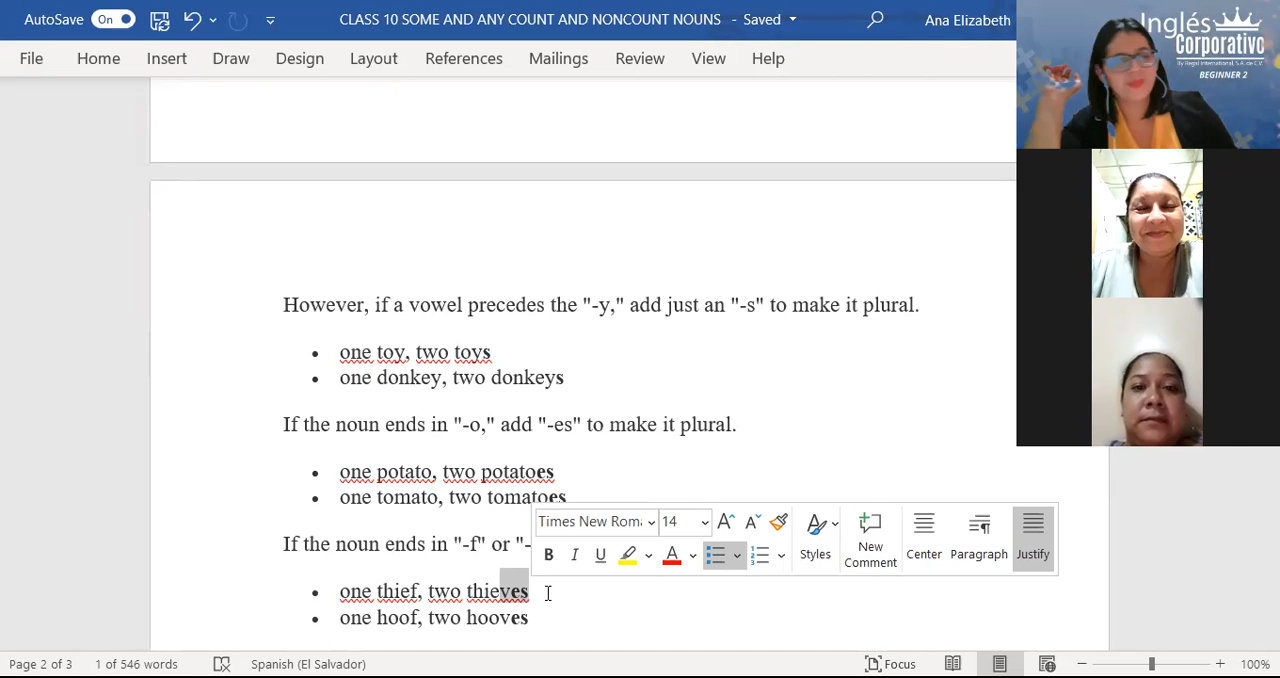 AutoSave On CLASS 10 SOME AND ANY COUNT AND NONCOUNT NOUNS - Saved Ana Elizabeth
File Home Insert Draw Design Layout References Mailings Review View Help
Inglés
Corporativo
By Regal International, S.A. de C.V.
BEGINNER 2
However, if a vowel precedes the "-y," add just an "-s" to make it plural.
• one toy, two toys
• one donkey, two donkeys
If the noun ends in "-o," add "-es" to make it plural.
• one potato, two potatoes
• one tomato, two tomatoes
If the noun ends in "-f" or "-
• one thief, two thieves
• one hoof, two hooves
Times New Roma 14
B I U A
Styles New Comment Center Paragraph Justify
Page 2 of 3 1 of 546 words Spanish (El Salvador) Focus 100%